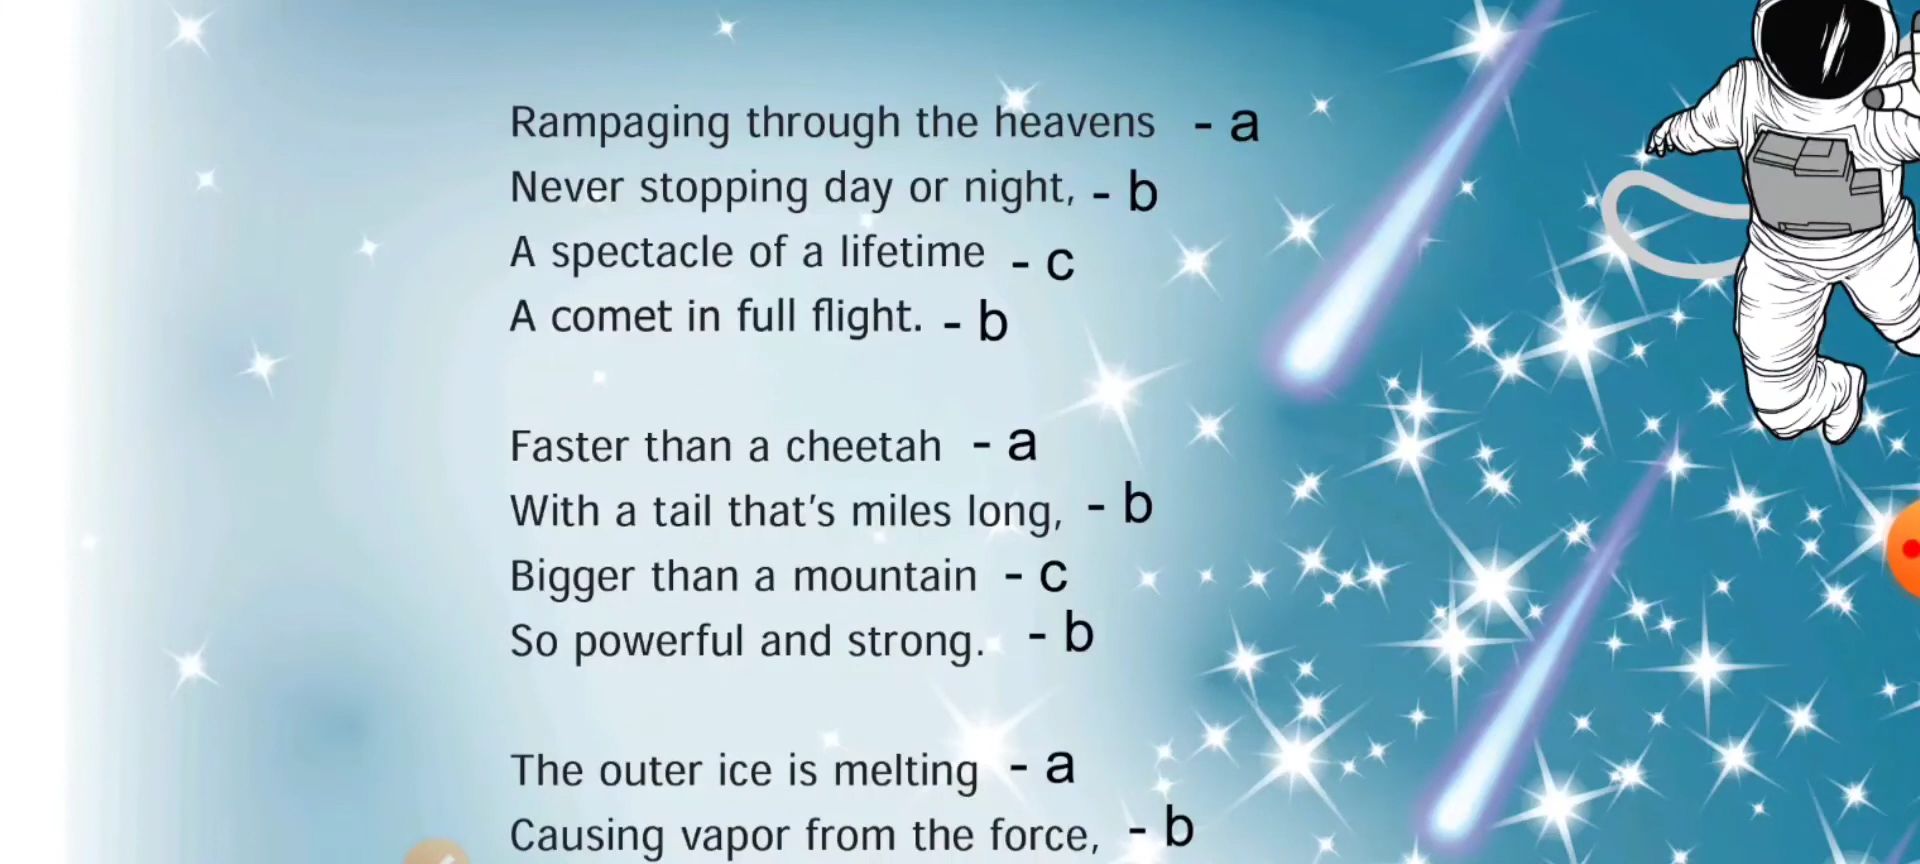 Rampaging through the heavens - a
Never stopping day or night, - b
A spectacle of a lifetime - c
A comet in full flight. - b
Faster than a cheetah - a
With a tail that's miles long, - b
Bigger than a mountain - c
So powerful and strong. - b
The outer ice is melting - a
Causing vapor from the force, - b